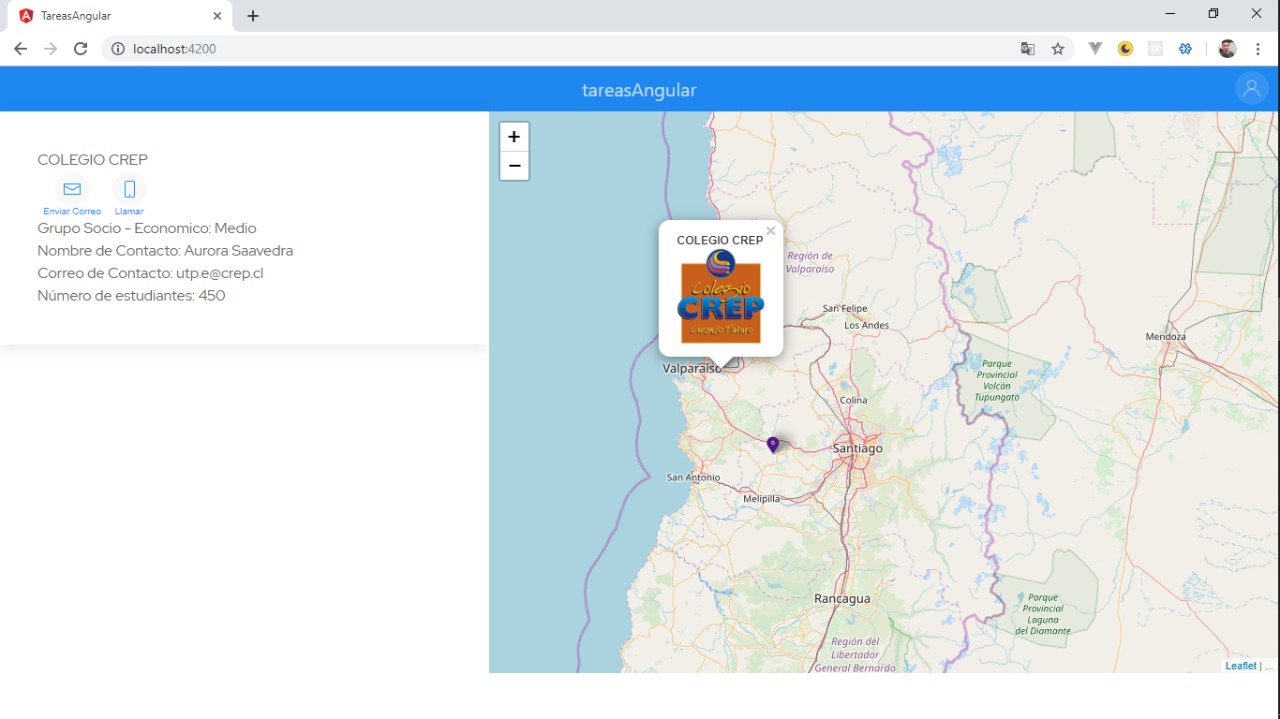 TareasAngular
localhost:4200
tareasAngular
COLEGIO CREP
Enviar Correo
Llamar
Grupo Socio - Economico: Medio
Nombre de Contacto: Aurora Saavedra
Correo de Contacto: utp.e@crep.cl
Número de estudiantes: 450
+
−
COLEGIO CREP
×
Colegio
CREP
Creando Futuro
Región de
Valparaíso
San Felipe
Los Andes
Mendoza
Valparaíso
Parque
Provincial
Volcán
Tupungato
Colina
Santiago
San Antonio
Melipilla
Rancagua
Parque
Provincial
Laguna
del Diamante
Región del
Libertador
General Bernardo
Leaflet | ...